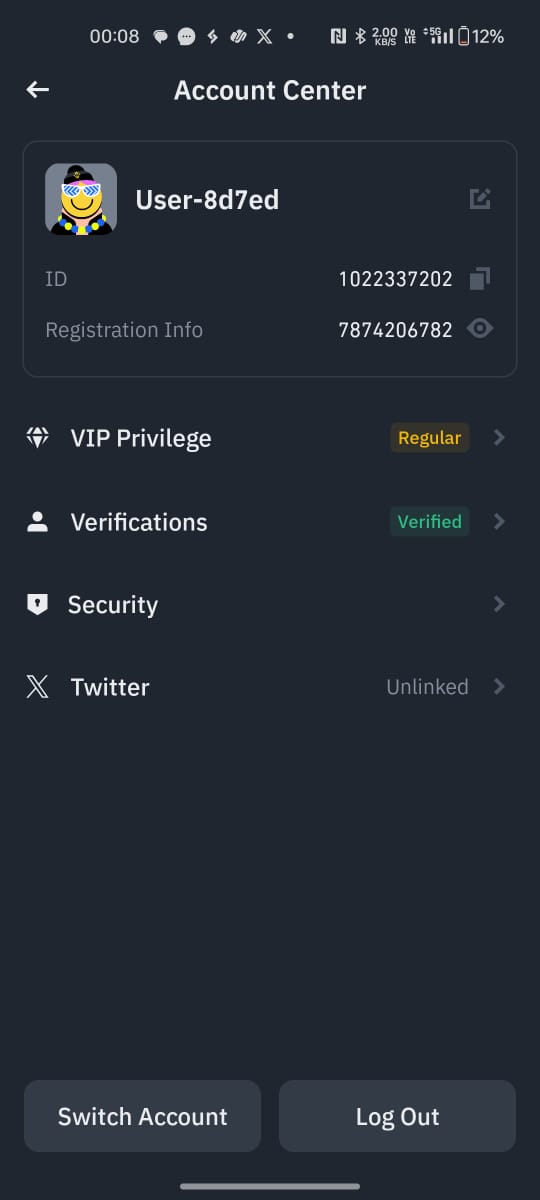 00:08 2.00 KB/S Vo LTE 5G 12%
Account Center
User-8d7ed
ID 1022337202
Registration Info 7874206782
VIP Privilege Regular
Verifications Verified
Security
Twitter Unlinked
Switch Account Log Out